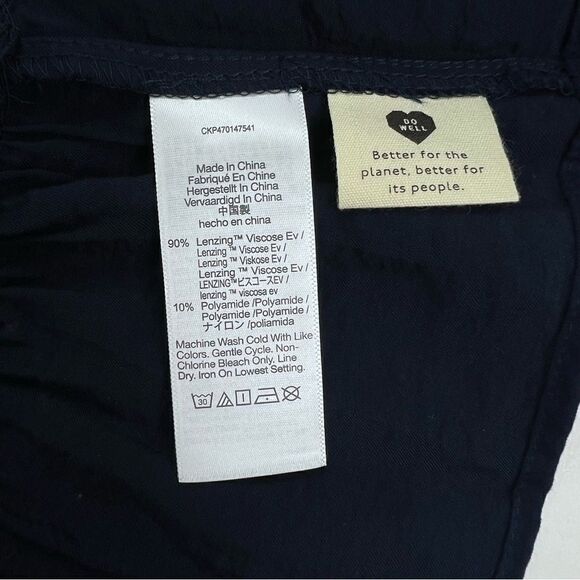 CKP470147541
Made In China
Fabriqué En Chine
Hergestellt In China
Vervaardigd In China
中国製
hecho en china
90% Lenzing™ Viscose Ev /
Lenzing ™ Viscose Ev /
Lenzing ™ Viskose Ev /
Lenzing ™ Viscose Ev /
LENZING™ビスコースEV /
lenzing ™ viscosa ev
10% Polyamide /Polyamide /
Polyamide /Polyamide /
ナイロン /poliamida
Machine Wash Cold With Like
Colors. Gentle Cycle. Non-
Chlorine Bleach Only. Line
Dry. Iron On Lowest Setting.
30
DO
WELL
Better for the
planet, better for
its people.